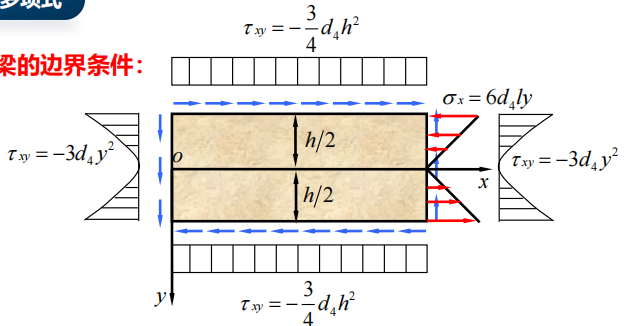 多项式
τxy = −3/4 d₄h²
梁的边界条件：
σx = 6d₄ly
h/2
τxy = −3d₄y²
o
τxy = −3d₄y²
x
h/2
y
τxy = −3/4 d₄h²